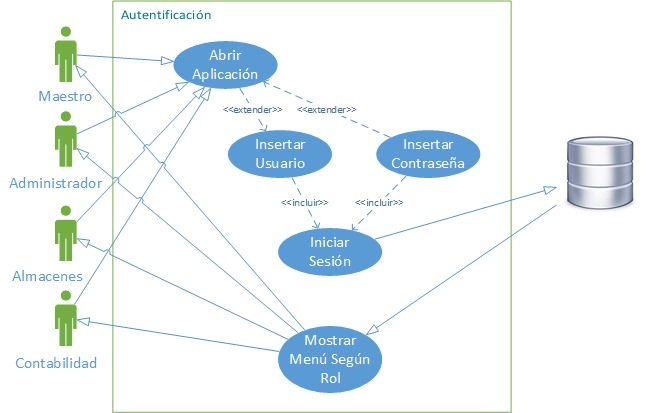 Autentificación
Abrir
Aplicación
Maestro
<<extender>>
<<extender>>
Insertar
Usuario
Insertar
Contraseña
Administrador
<<incluir>>
<<incluir>>
Iniciar
Sesión
Almacenes
Mostrar
Menú Según
Rol
Contabilidad